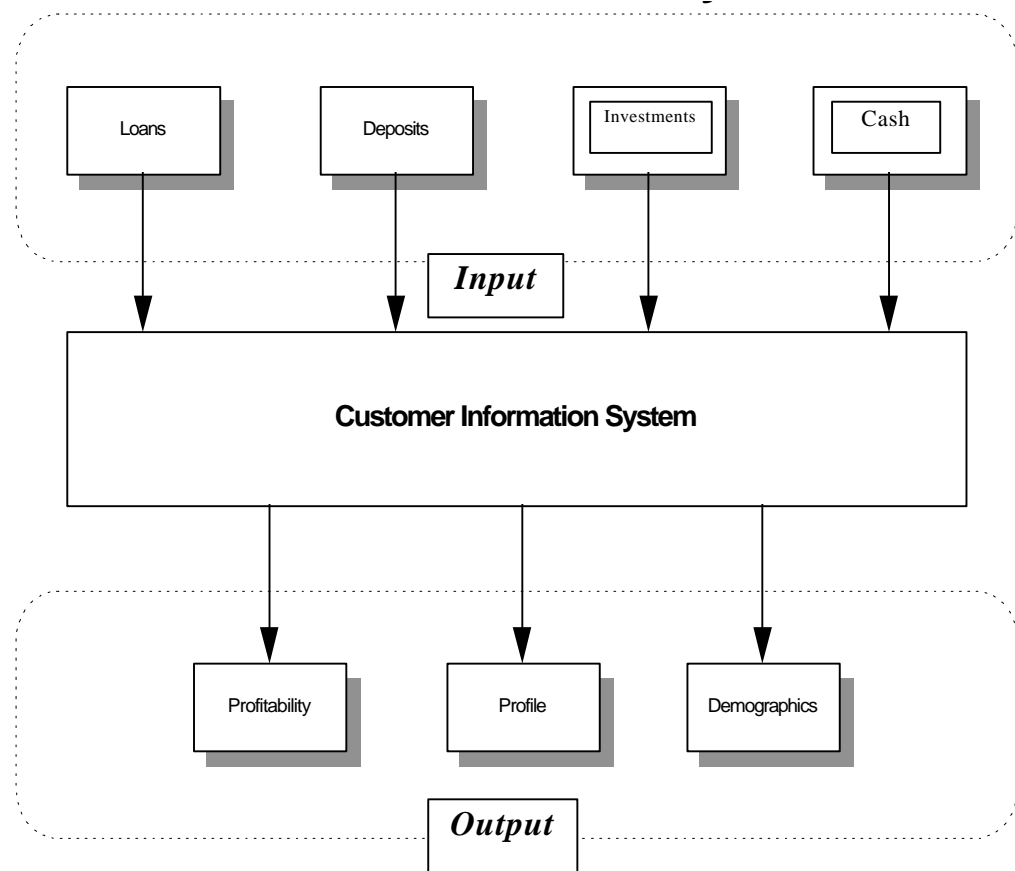 Loans
Deposits
Investments
Cash
Input
Customer Information System
Profitability
Profile
Demographics
Output